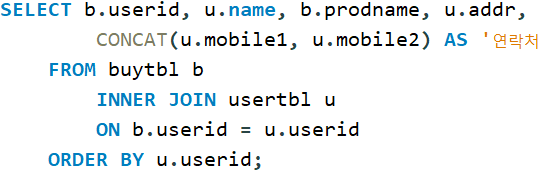 SELECT b.userid, u.name, b.prodname, u.addr,
CONCAT(u.mobile1, u.mobile2) AS '연락처
FROM buytbl b
INNER JOIN usertbl u
ON b.userid = u.userid
ORDER BY u.userid;